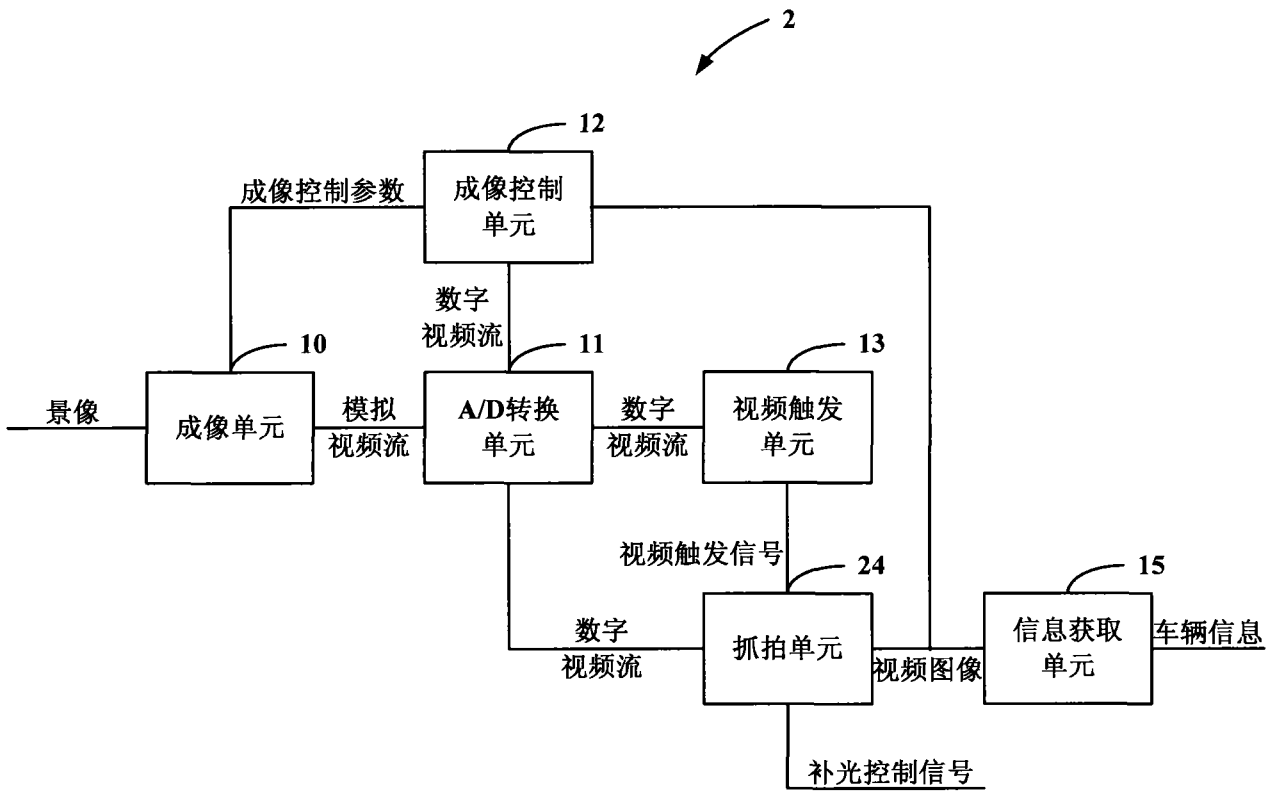 2
12
成像控制参数
成像控制
单元
数字
视频流
10
11
13
景像
成像单元
模拟
视频流
A/D转换
单元
数字
视频流
视频触发
单元
视频触发信号
24
15
数字
视频流
抓拍单元
视频图像
信息获取
单元
车辆信息
补光控制信号